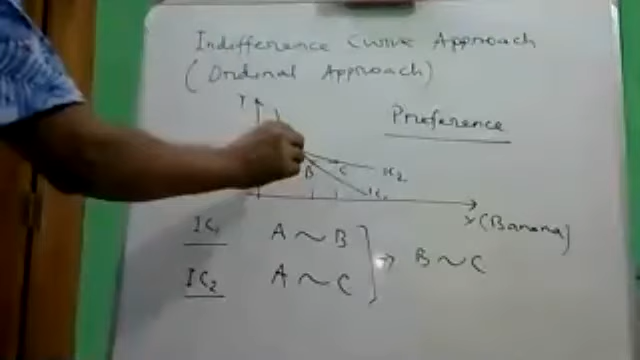 Indifference Curve Approach
(Ordinal Approach)
Y
Preference
B C IC2
IC1
X (Banana)
IC1 A ~ B
IC2 A ~ C
→ B ~ C